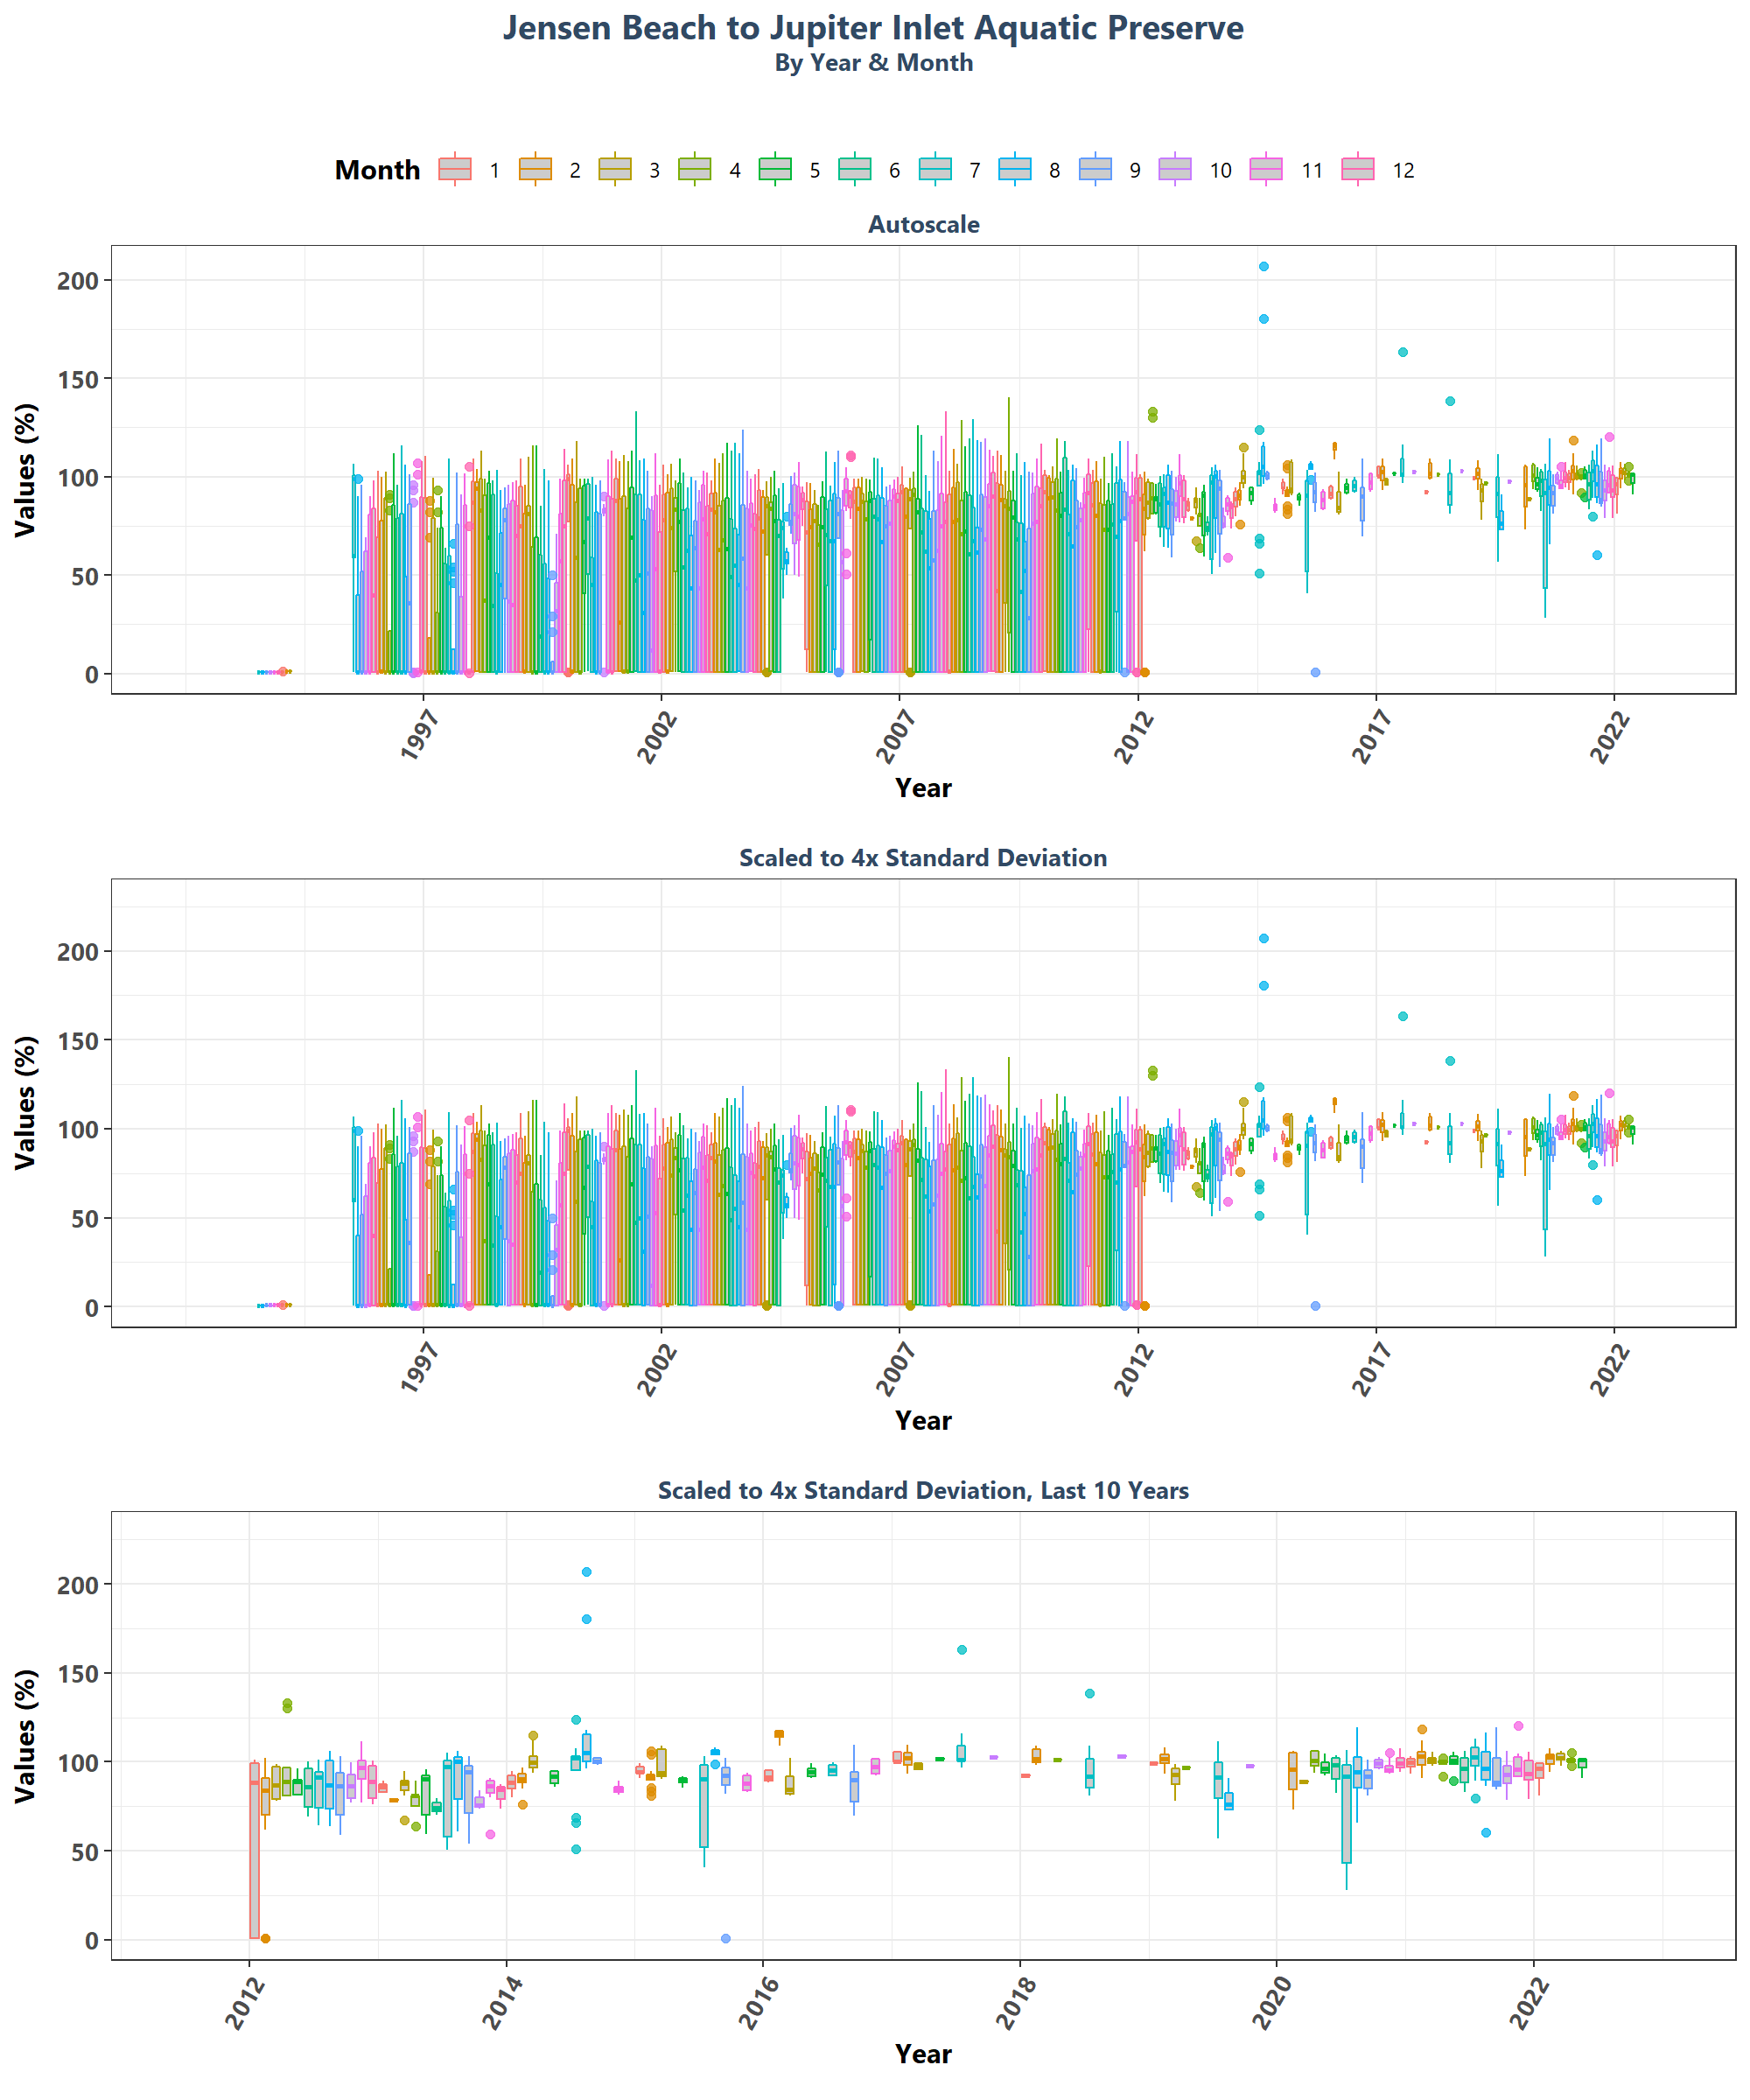 Jensen Beach to Jupiter Inlet Aquatic Preserve
By Year & Month
Month 1 2 3 4 5 6 7 8 9 10 11 12
Autoscale
Values (%)
200
150
100
50
0
1997 2002 2007 2012 2017 2022
Year
Scaled to 4x Standard Deviation
Values (%)
200
150
100
50
0
1997 2002 2007 2012 2017 2022
Year
Scaled to 4x Standard Deviation, Last 10 Years
Values (%)
200
150
100
50
0
2012 2014 2016 2018 2020 2022
Year